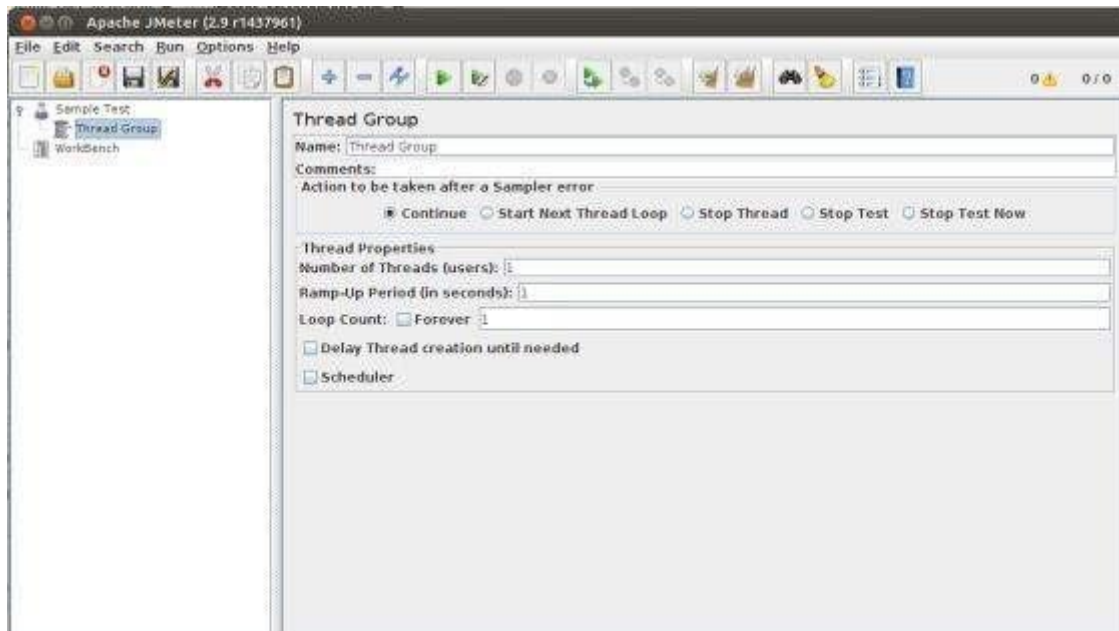 Apache JMeter (2.9 r1437961)
File Edit Search Run Options Help
0 0 / 0
Sample Test
Thread Group
WorkBench
Thread Group
Name: Thread Group
Comments:
Action to be taken after a Sampler error
Continue Start Next Thread Loop Stop Thread Stop Test Stop Test Now
Thread Properties
Number of Threads (users): 1
Ramp-Up Period (in seconds): 1
Loop Count: Forever 1
Delay Thread creation until needed
Scheduler